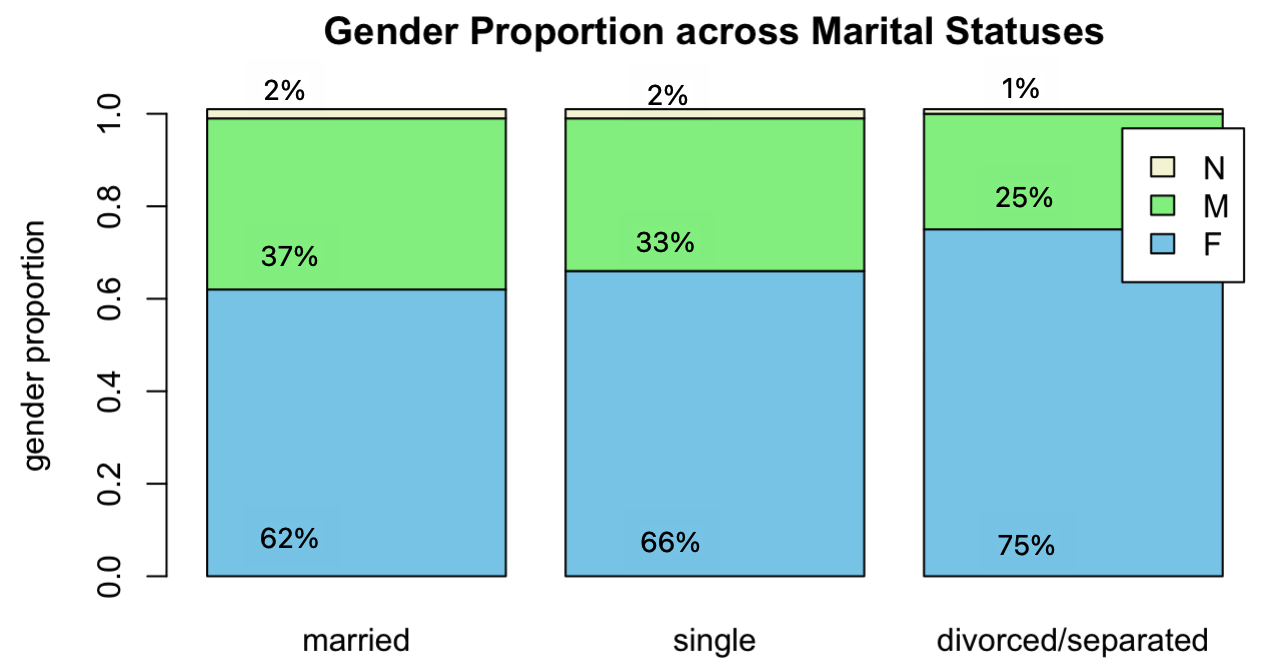 Gender Proportion across Marital Statuses
gender proportion
1.0
0.8
0.6
0.4
0.2
0.0
2%
37%
62%
2%
33%
66%
1%
25%
75%
N
M
F
married
single
divorced/separated